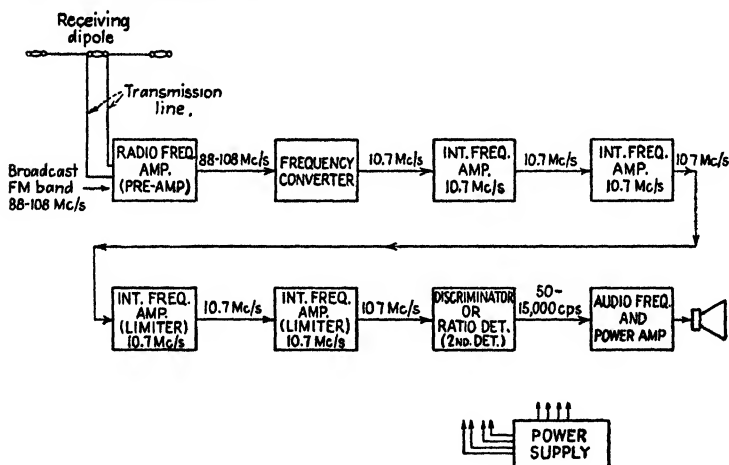 Receiving
dipole
Transmission
line.
Broadcast
FM band
88-108 Mc/s
RADIO FREQ.
AMP.
(PRE-AMP)
88-108 Mc/s
FREQUENCY
CONVERTER
10.7 Mc/s
INT. FREQ.
AMP.
10.7 Mc/s
10.7 Mc/s
INT. FREQ.
AMP.
10.7 Mc/s
10.7 Mc/s
INT. FREQ.
AMP.
(LIMITER)
10.7 Mc/s
10.7 Mc/s
INT. FREQ.
AMP.
(LIMITER)
10.7 Mc/s
10.7 Mc/s
DISCRIMINATOR
OR
RATIO DET.
(2ND. DET.)
50-
15,000 cps
AUDIO FREQ.
AND
POWER AMP
POWER
SUPPLY